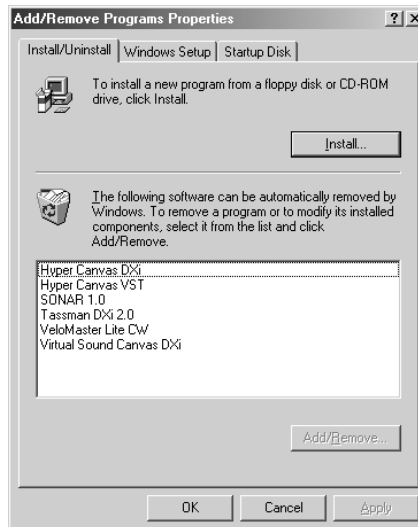 Add/Remove Programs Properties
Install/Uninstall Windows Setup Startup Disk
To install a new program from a floppy disk or CD-ROM
drive, click Install.
Install...
The following software can be automatically removed by
Windows. To remove a program or to modify its installed
components, select it from the list and click
Add/Remove.
Hyper Canvas DXi
Hyper Canvas VST
SONAR 1.0
Tassman DXi 2.0
VeloMaster Lite CW
Virtual Sound Canvas DXi
Add/Remove...
OK Cancel Apply